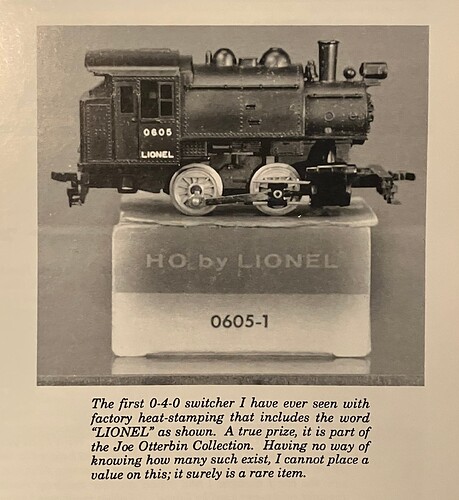 0605
LIONEL
HO by LIONEL
0605-1
The first 0-4-0 switcher I have ever seen with
factory heat-stamping that includes the word
"LIONEL" as shown. A true prize, it is part of
the Joe Otterbin Collection. Having no way of
knowing how many such exist, I cannot place a
value on this; it surely is a rare item.